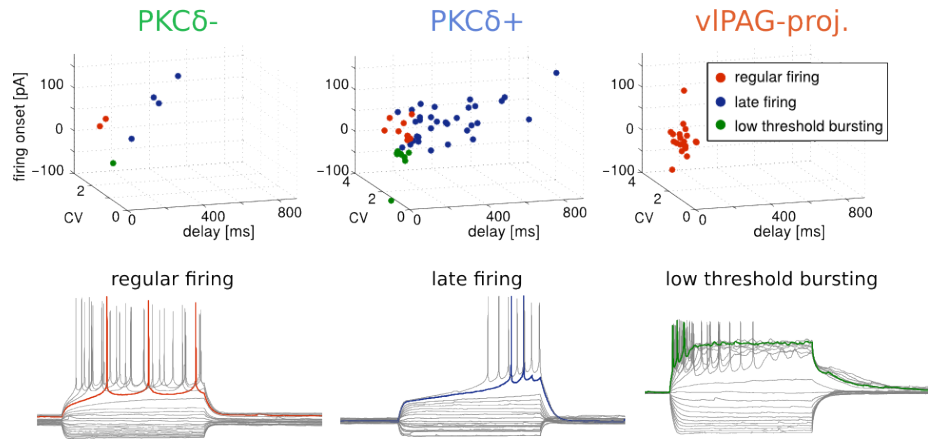 PKCδ- PKCδ+ vlPAG-proj.
firing onset [pA]
100
0
−100
2
CV
0
0
400
800
delay [ms]
100
0
−100
4
2
CV
0
0
400
800
delay [ms]
100
0
−100
4
2
CV
0
0
400
800
delay [ms]
regular firing
late firing
low threshold bursting
regular firing
late firing
low threshold bursting